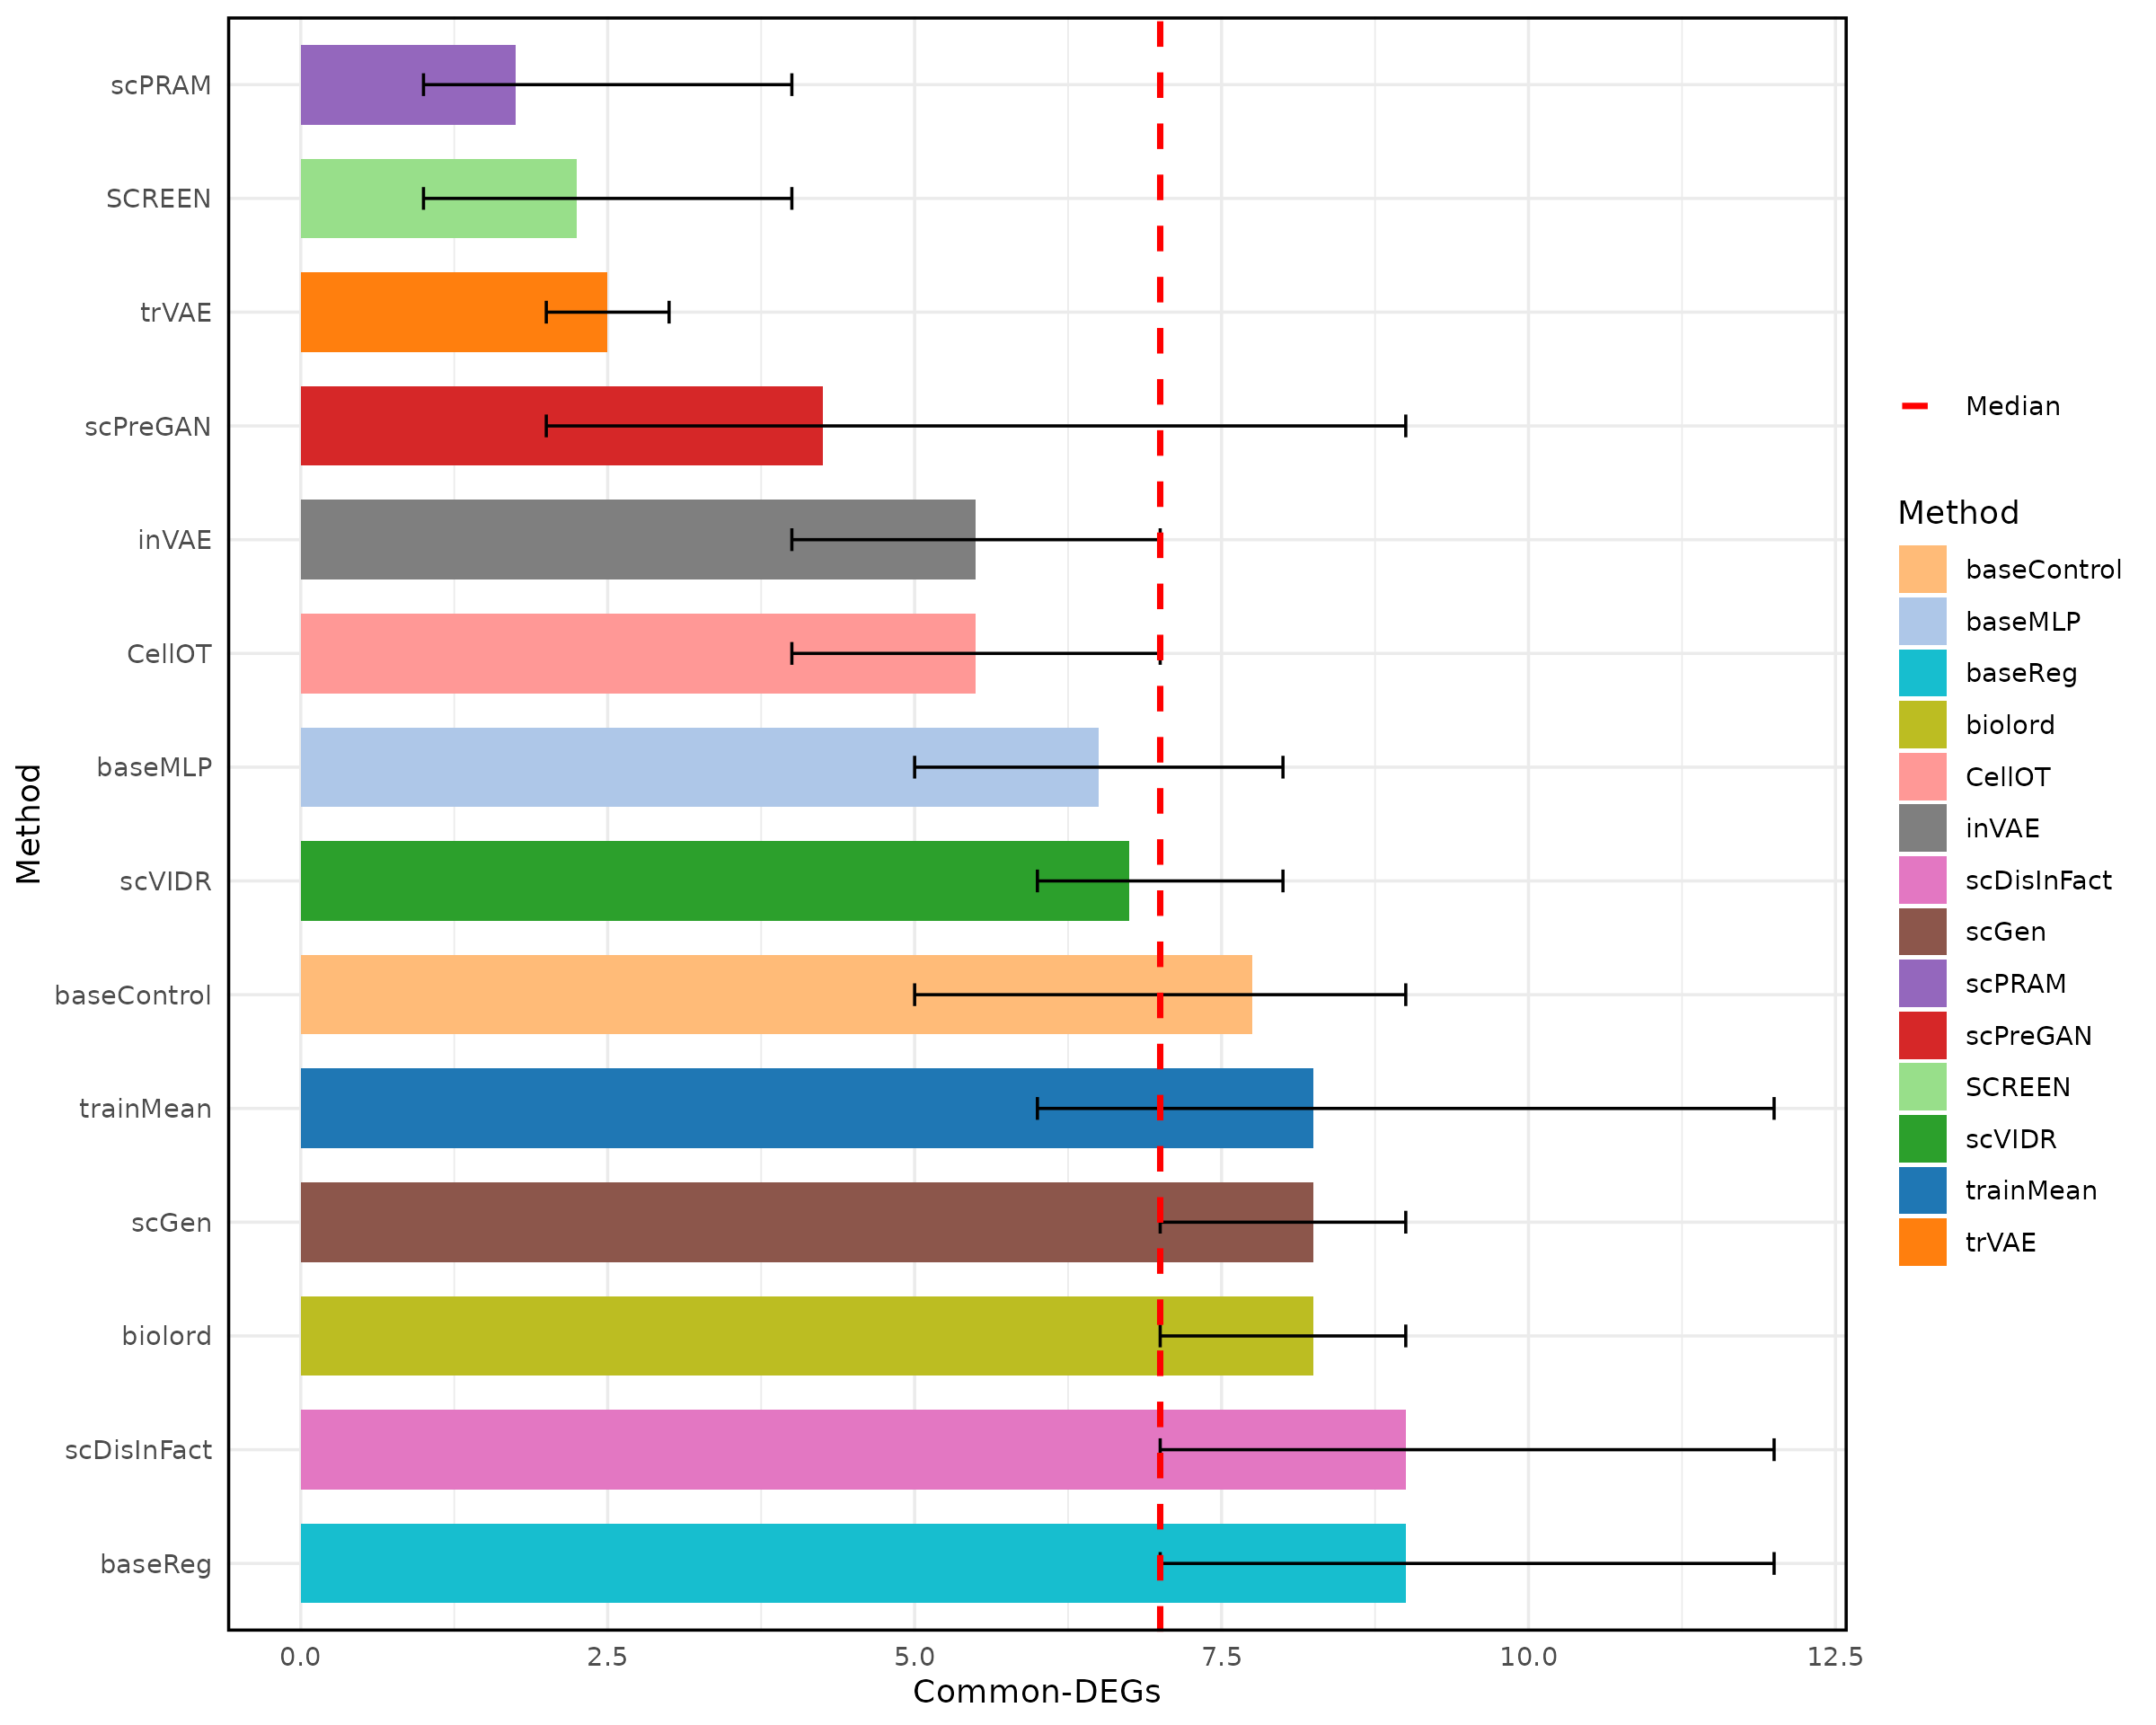 scPRAM
SCREEN
trVAE
scPreGAN
inVAE
CellOT
baseMLP
scVIDR
baseControl
trainMean
scGen
biolord
scDisInFact
baseReg
Method
0.0 2.5 5.0 7.5 10.0 12.5
Common-DEGs
Median
Method
baseControl
baseMLP
baseReg
biolord
CellOT
inVAE
scDisInFact
scGen
scPRAM
scPreGAN
SCREEN
scVIDR
trainMean
trVAE